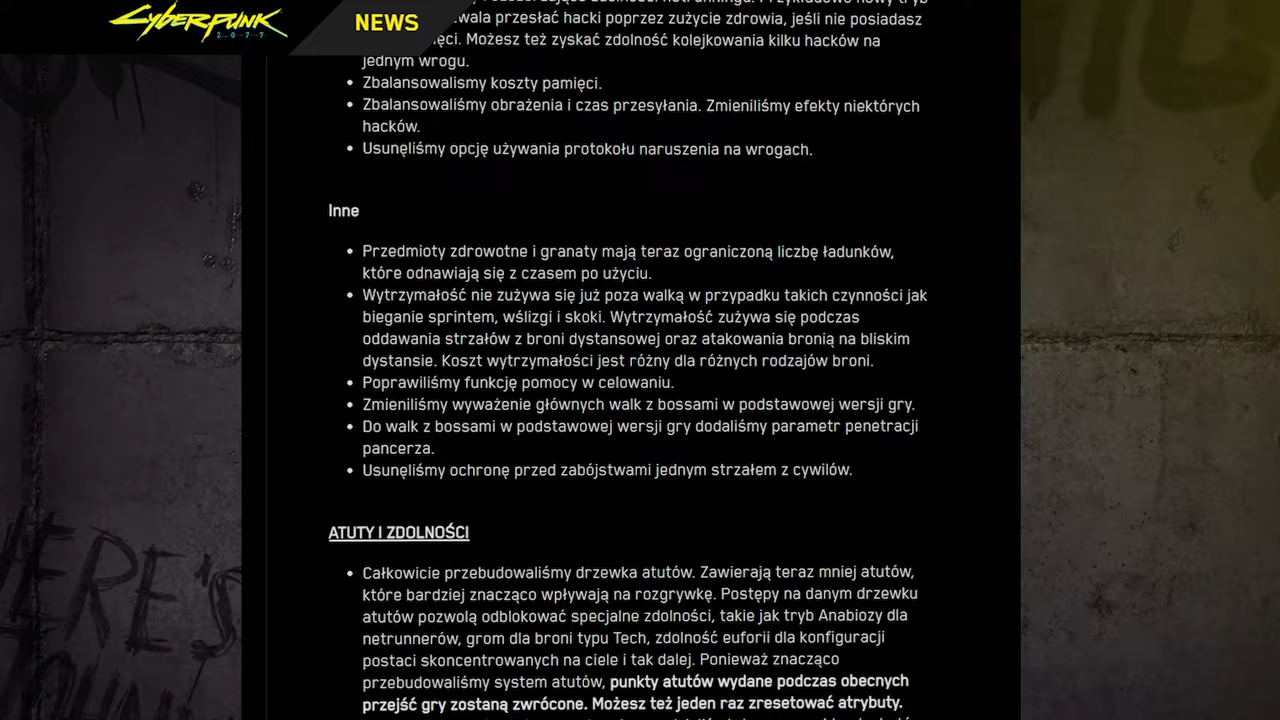 Cyberpunk
2077
NEWS
zwala przesłać hacki poprzez zużycie zdrowia, jeśli nie posiadasz
ęci. Możesz też zyskać zdolność kolejkowania kilku hacków na
jednym wrogu.
• Zbalansowalismy koszty pamięci.
• Zbalansowaliśmy obrażenia i czas przesyłania. Zmieniliśmy efekty niektórych
hacków.
• Usunęliśmy opcję używania protokołu naruszenia na wrogach.
Inne
• Przedmioty zdrowotne i granaty mają teraz ograniczoną liczbę ładunków,
które odnawiają się z czasem po użyciu.
• Wytrzymałość nie zużywa się już poza walką w przypadku takich czynności jak
bieganie sprintem, wślizgi i skoki. Wytrzymałość zużywa się podczas
oddawania strzałów z broni dystansowej oraz atakowania bronią na bliskim
dystansie. Koszt wytrzymałości jest różny dla różnych rodzajów broni.
• Poprawiliśmy funkcję pomocy w celowaniu.
• Zmieniliśmy wyważenie głównych walk z bossami w podstawowej wersji gry.
• Do walk z bossami w podstawowej wersji gry dodaliśmy parametr penetracji
pancerza.
• Usunęliśmy ochronę przed zabójstwami jednym strzałem z cywilów.
ATUTY I ZDOLNOŚCI
• Całkowicie przebudowaliśmy drzewka atutów. Zawierają teraz mniej atutów,
które bardziej znacząco wpływają na rozgrywkę. Postępy na danym drzewku
atutów pozwolą odblokować specjalne zdolności, takie jak tryb Anabiozy dla
netrunnerów, grom dla broni typu Tech, zdolność euforii dla konfiguracji
postaci skoncentrowanych na ciele i tak dalej. Ponieważ znacząco
przebudowaliśmy system atutów, punkty atutów wydane podczas obecnych
przejść gry zostaną zwrócone. Możesz też jeden raz zresetować atrybuty.